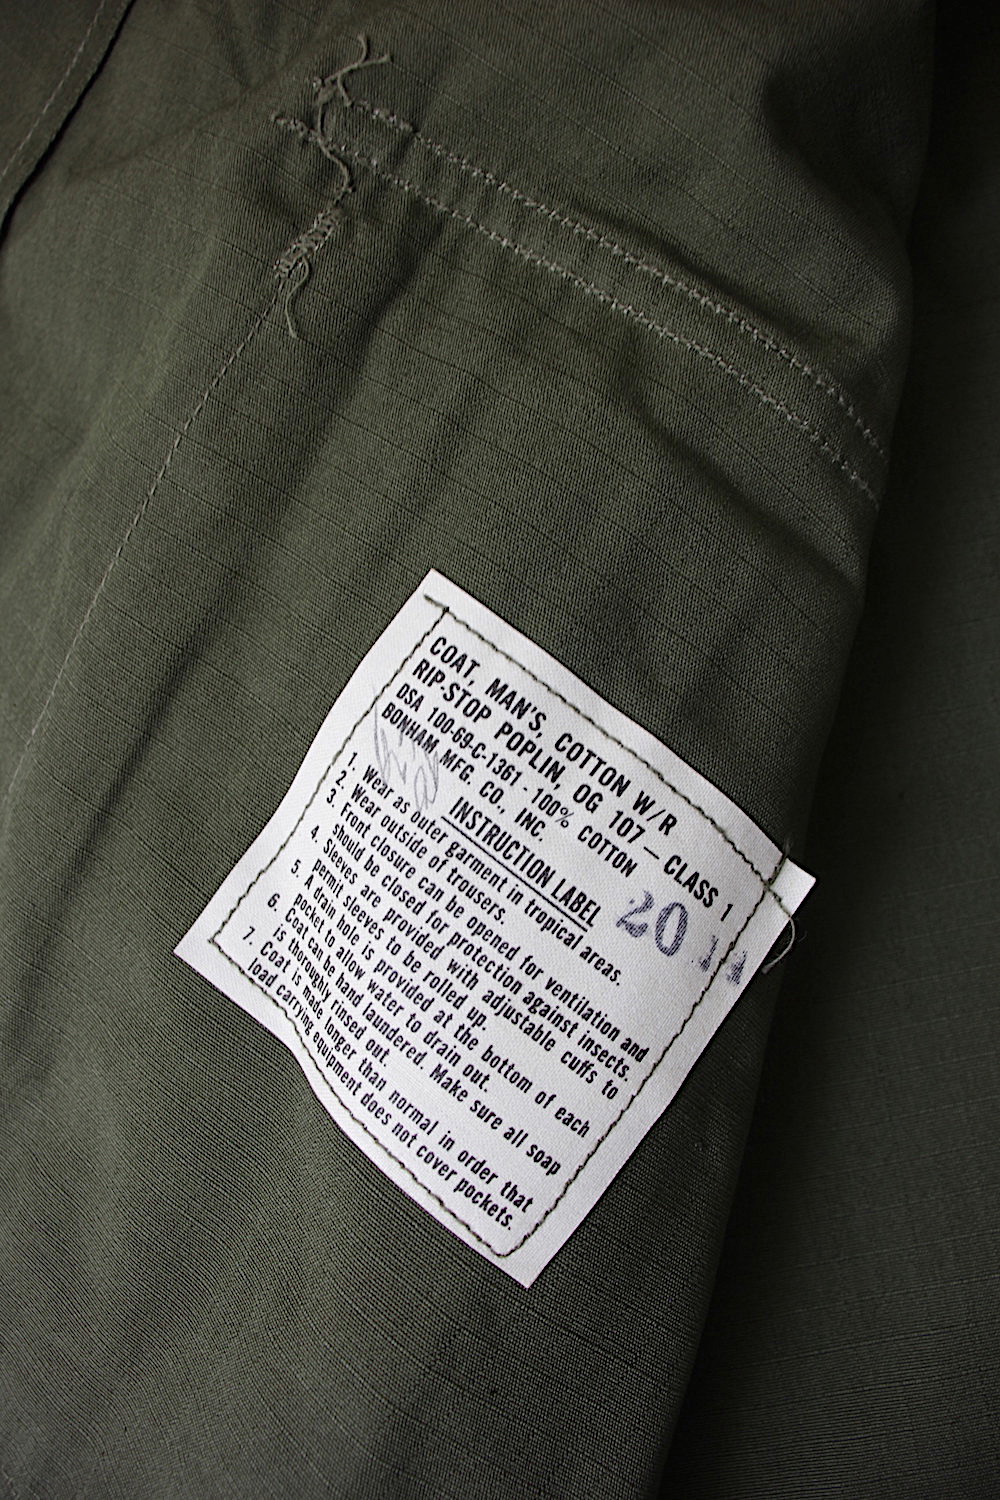 COAT, MAN'S, COTTON W/R
RIP-STOP POPLIN, OG 107 — CLASS 1
DSA 100-69-C-1361 - 100% COTTON
BONHAM MFG. CO., INC.
INSTRUCTION LABEL
1. Wear as outer garment in tropical areas.
2. Wear outside of trousers.
3. Front closure can be opened for ventilation and
should be closed for protection against insects.
4. Sleeves are provided with adjustable cuffs to
permit sleeves to be rolled up.
5. A drain hole is provided at the bottom of each
pocket to allow water to drain out.
6. Coat can be hand laundered. Make sure all soap
is thoroughly rinsed out.
7. Coat is made longer than normal in order that
load carrying equipment does not cover pockets.
20